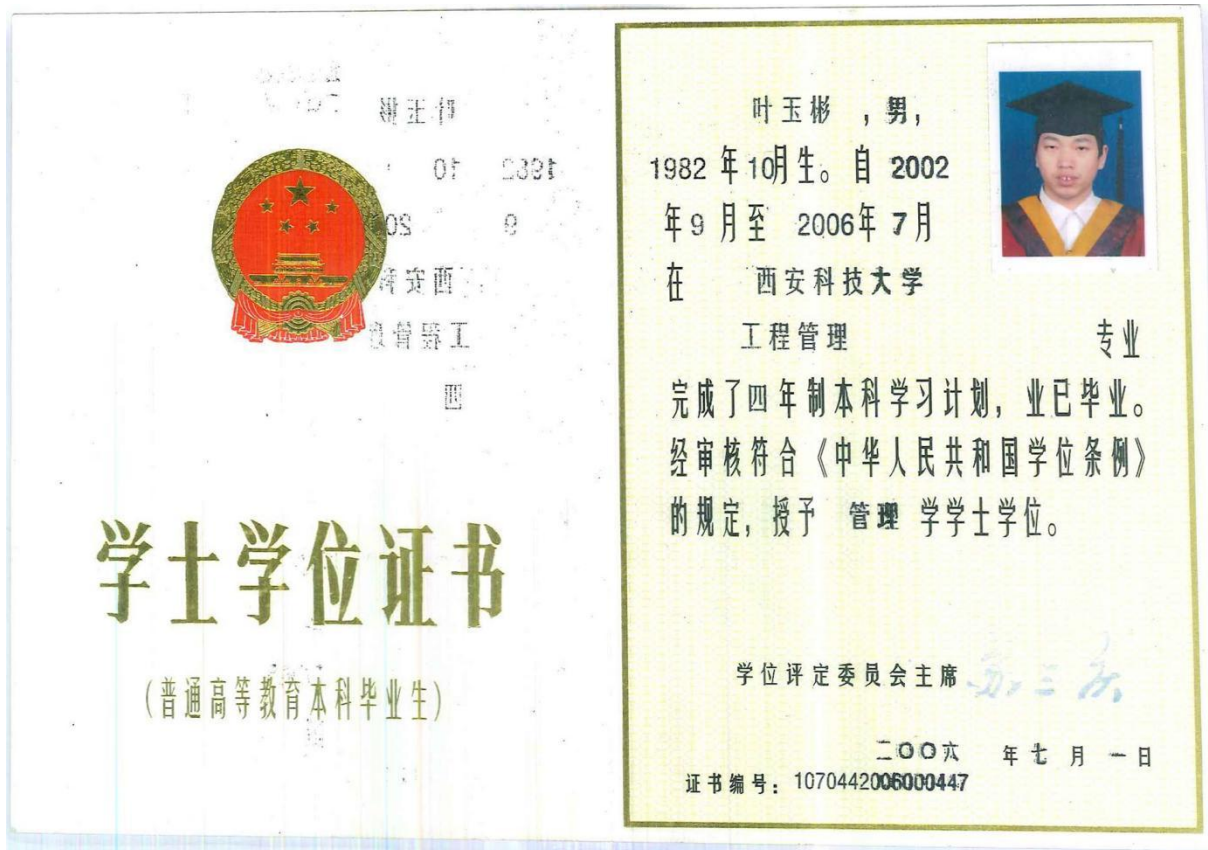 学士学位证书
(普通高等教育本科毕业生)
叶玉彬 ,男,
1982 年 10月生。自 2002
年 9 月至 2006年 7月
在 西安科技大学
工程管理 专业
完成了四年制本科学习计划,业已毕业。
经审核符合《中华人民共和国学位条例》
的规定,授予 管理 学学士学位。
学位评定委员会主席 苏三庆
二〇〇六 年七月一日
证书编号:1070442006000447